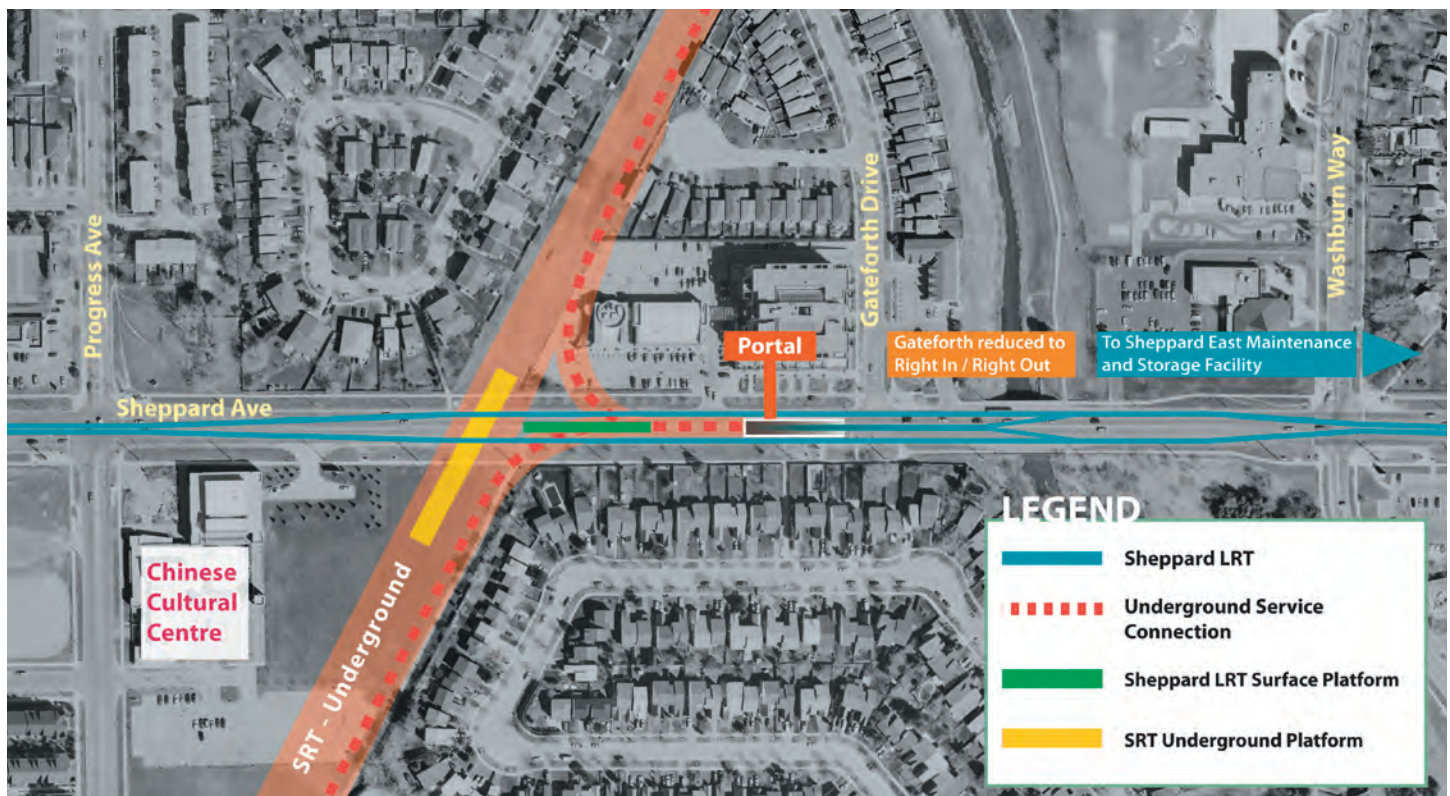 Progress Ave
Gateforth Drive
Washburn Way
Portal
Gateforth reduced to
Right In / Right Out
To Sheppard East Maintenance
and Storage Facility
Sheppard Ave
Chinese
Cultural
Centre
SRT - Underground
LEGEND
Sheppard LRT
Underground Service
Connection
Sheppard LRT Surface Platform
SRT Underground Platform